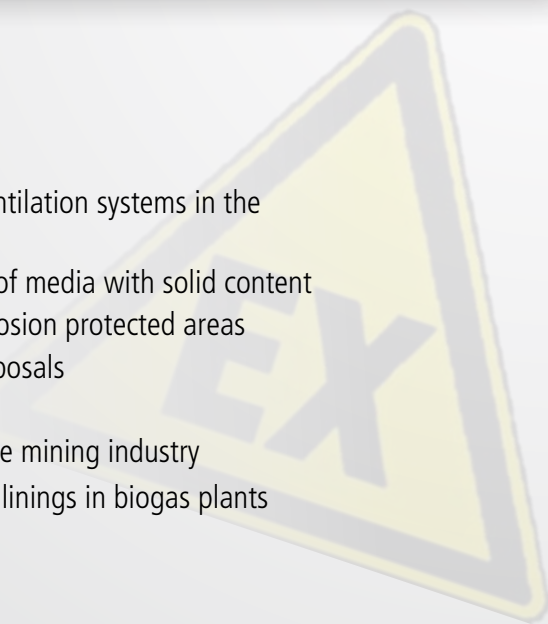 ntilation systems in the
of media with solid content
osion protected areas
posals
e mining industry
linings in biogas plants
EX